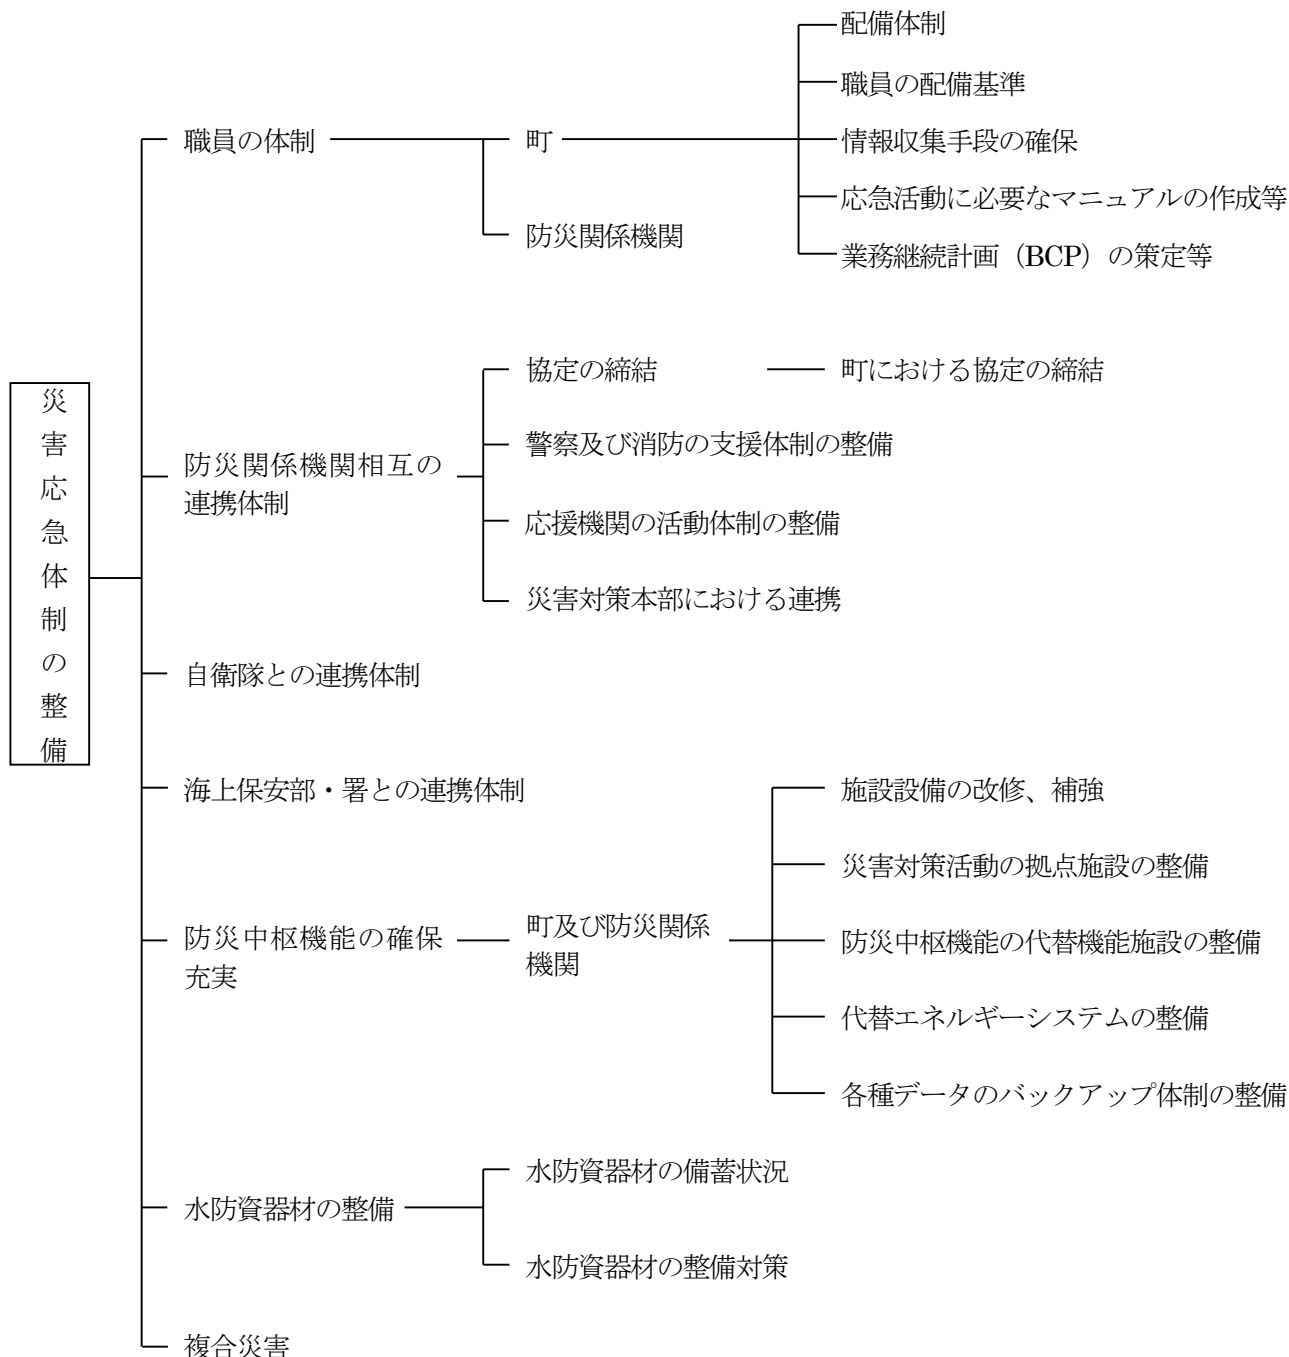 災害応急体制の整備
職員の体制
町
配備体制
職員の配備基準
情報収集手段の確保
応急活動に必要なマニュアルの作成等
業務継続計画（BCP）の策定等
防災関係機関
防災関係機関相互の
連携体制
協定の締結
町における協定の締結
警察及び消防の支援体制の整備
応援機関の活動体制の整備
災害対策本部における連携
自衛隊との連携体制
海上保安部・署との連携体制
防災中枢機能の確保
充実
町及び防災関係
機関
施設設備の改修、補強
災害対策活動の拠点施設の整備
防災中枢機能の代替機能施設の整備
代替エネルギーシステムの整備
各種データのバックアップ体制の整備
水防資器材の整備
水防資器材の備蓄状況
水防資器材の整備対策
複合災害